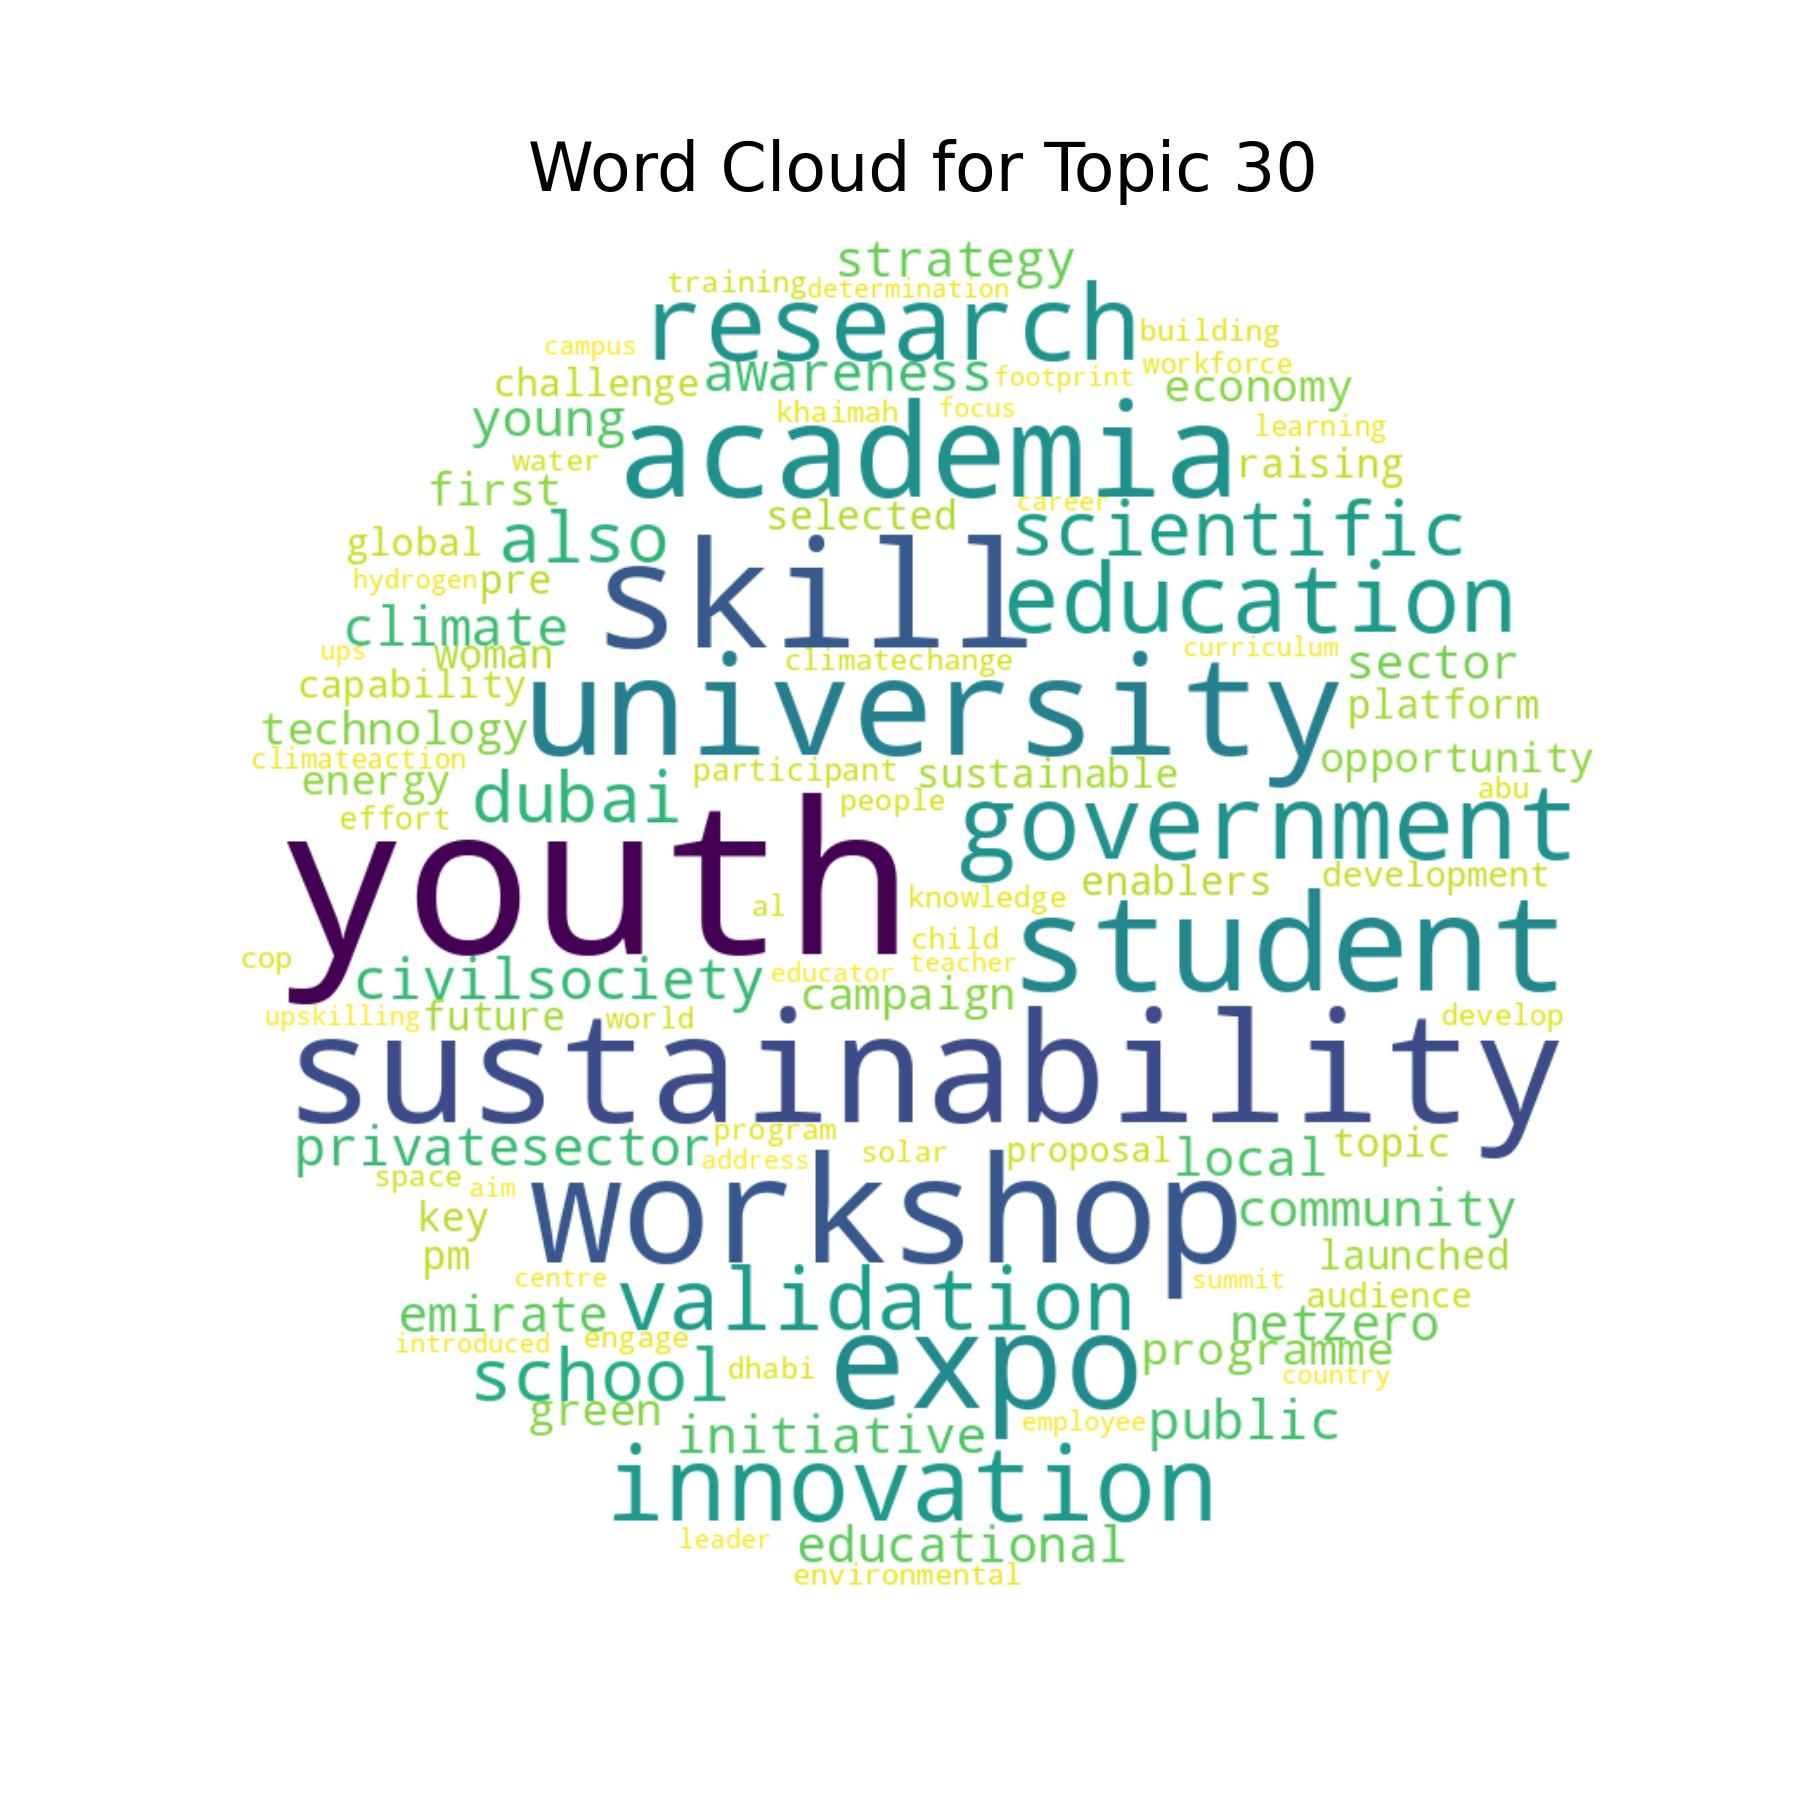 Word Cloud for Topic 30
strategy
training determination
research building
campus workforce
awareness footprint
challenge economy
khaimah focus
young learning
academia
water raising
first career
selected scientific
also
global
hydrogen pre skill education
climate
ups woman curriculum
climatechange sector
capability
university platform
technology
climateaction opportunity
participant sustainable
energy abu
dubai people
effort government
youth
enablers development
al knowledge
child student
cop teacher
civilsociety educator
campaign
upskilling future world develop
sustainability
program
privatesector proposal local topic
address solar
space aim
workshop community
key
pm launched
centre summit
validation audience
emirate netzero
introduced engage
expo programme
school dhabi country
green
employee public
initiative
innovation
leader educational
environmental